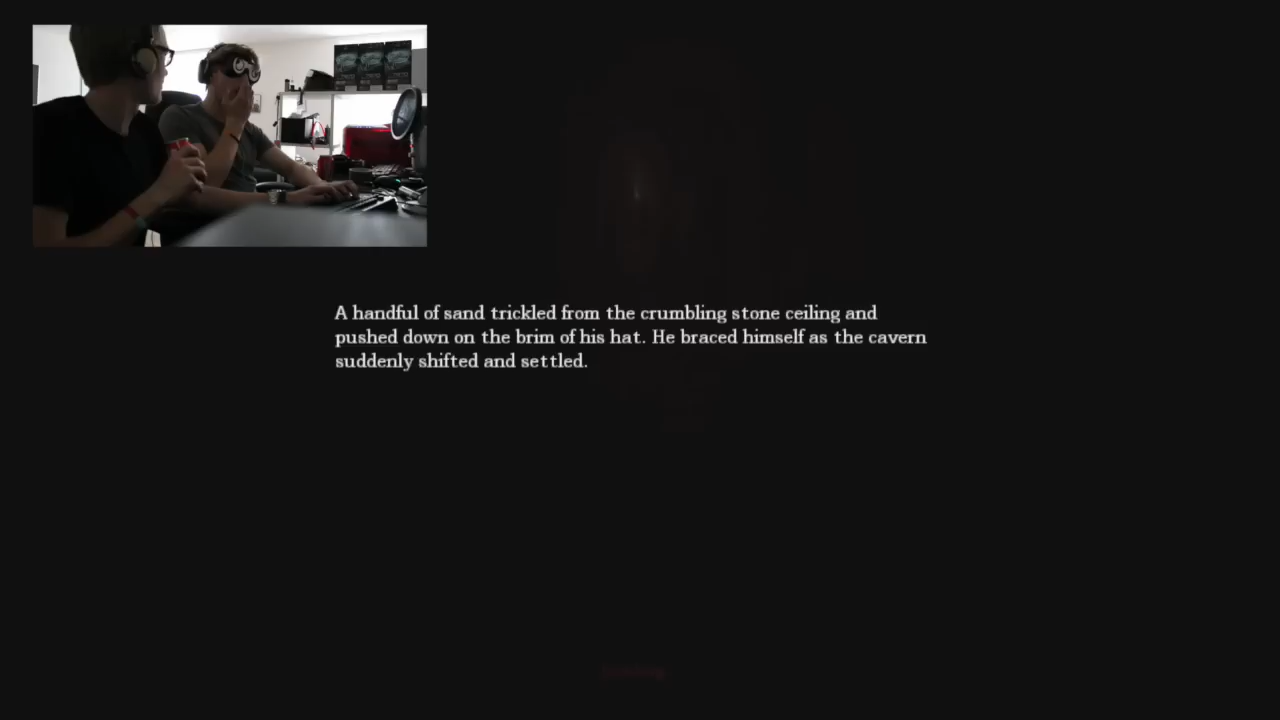 A handful of sand trickled from the crumbling stone ceiling and
pushed down on the brim of his hat. He braced himself as the cavern
suddenly shifted and settled.